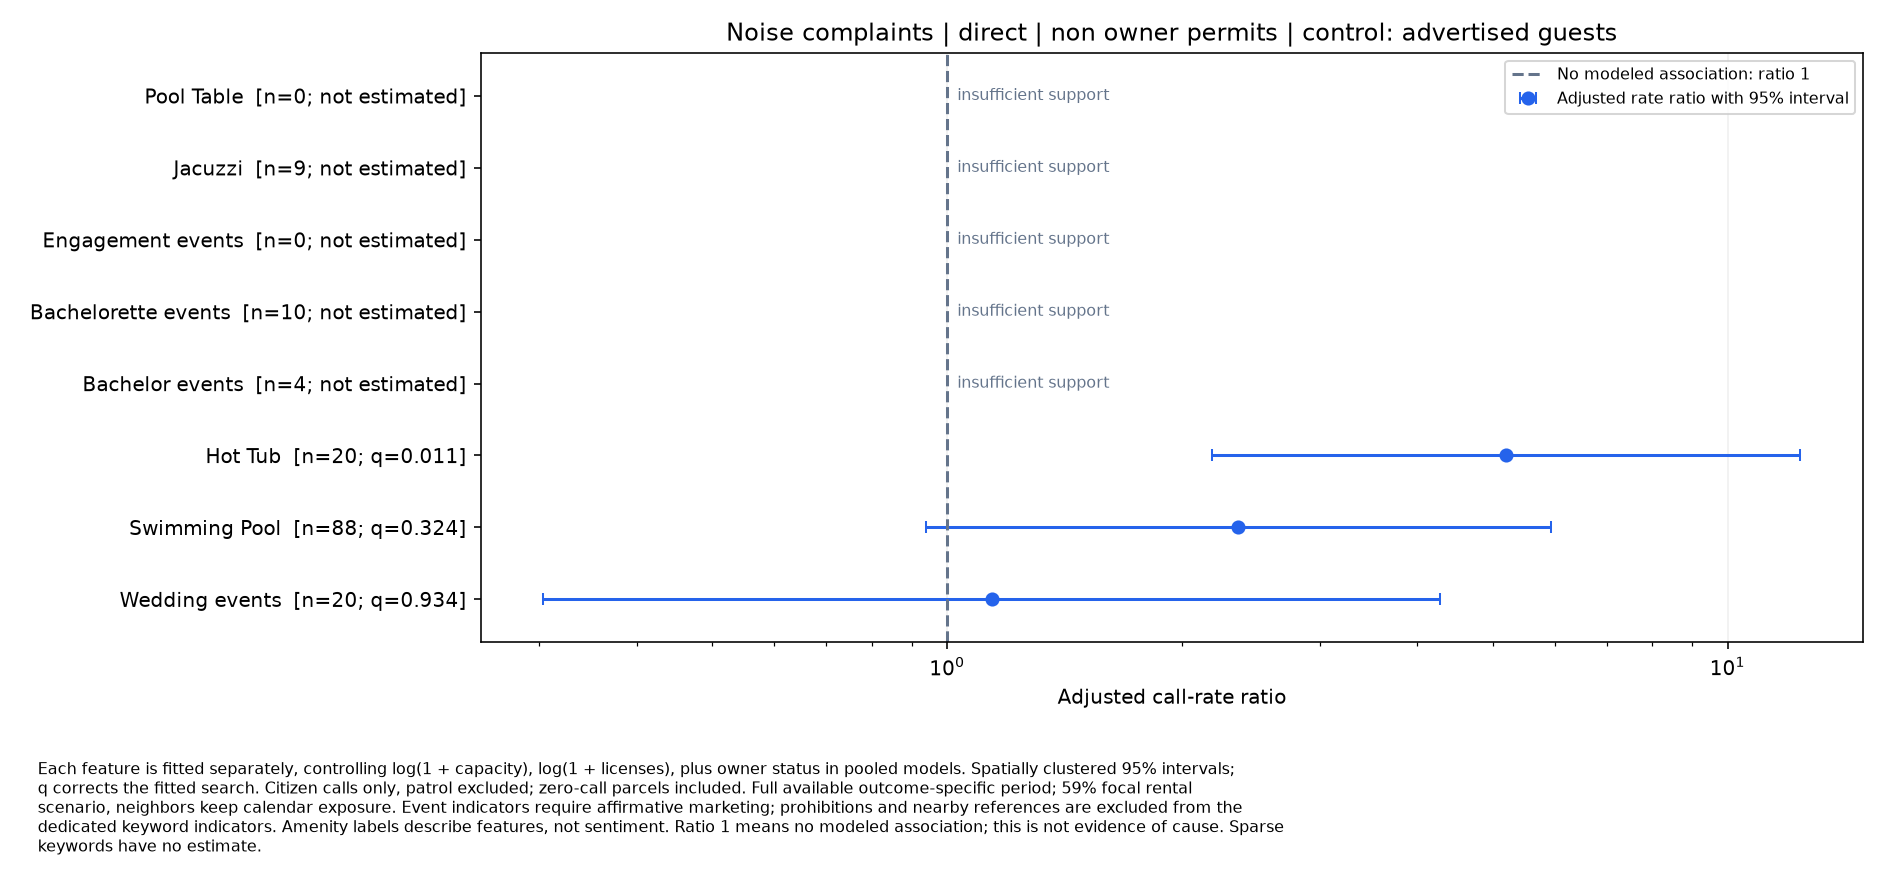 Noise complaints | direct | non owner permits | control: advertised guests
No modeled association: ratio 1
Adjusted rate ratio with 95% interval
Pool Table [n=0; not estimated]
insufficient support
Jacuzzi [n=9; not estimated]
insufficient support
Engagement events [n=0; not estimated]
insufficient support
Bachelorette events [n=10; not estimated]
insufficient support
Bachelor events [n=4; not estimated]
insufficient support
Hot Tub [n=20; q=0.011]
Swimming Pool [n=88; q=0.324]
Wedding events [n=20; q=0.934]
10⁰ 10¹
Adjusted call-rate ratio
Each feature is fitted separately, controlling log(1 + capacity), log(1 + licenses), plus owner status in pooled models. Spatially clustered 95% intervals;
q corrects the fitted search. Citizen calls only, patrol excluded; zero-call parcels included. Full available outcome-specific period; 59% focal rental
scenario, neighbors keep calendar exposure. Event indicators require affirmative marketing; prohibitions and nearby references are excluded from the
dedicated keyword indicators. Amenity labels describe features, not sentiment. Ratio 1 means no modeled association; this is not evidence of cause. Sparse
keywords have no estimate.